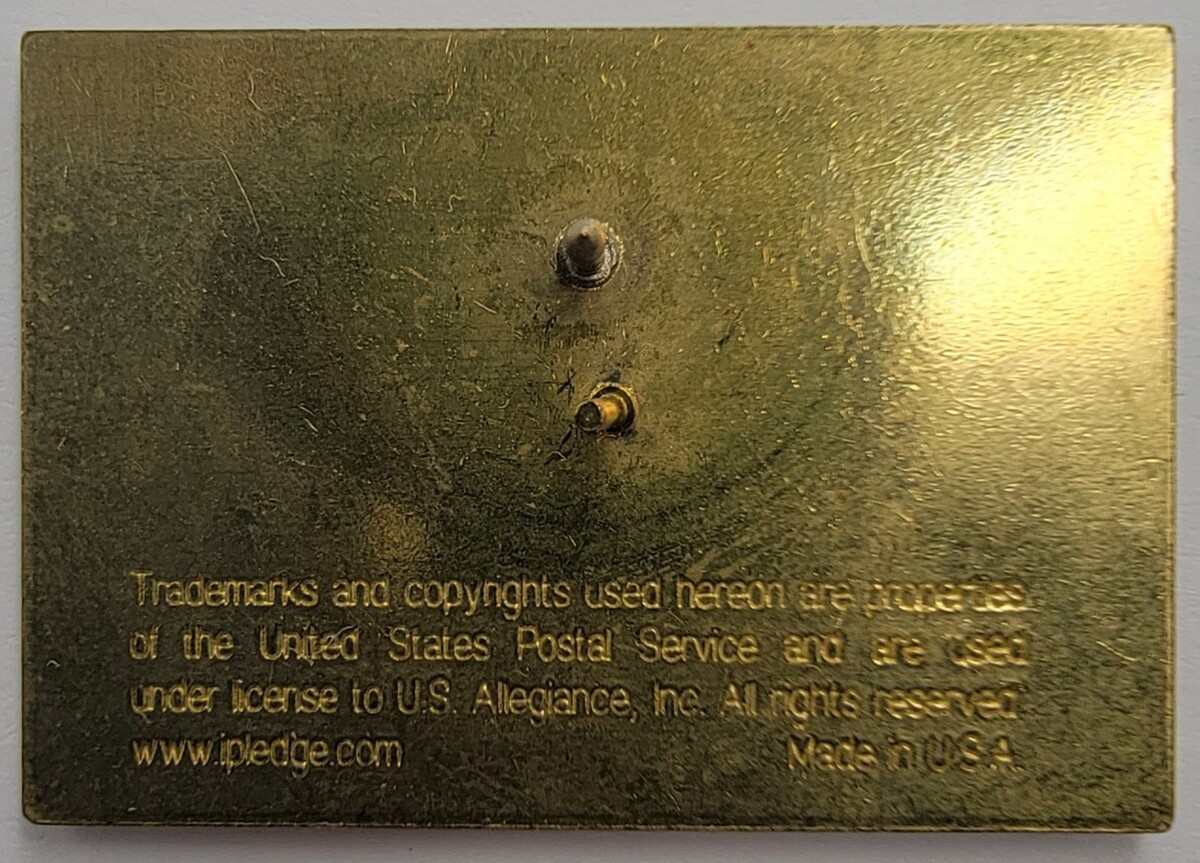 Trademarks and copyrights used hereon are properties
of the United States Postal Service and are used
under license to U.S. Allegiance, Inc. All rights reserved.
www.ipledge.com Made in U.S.A.